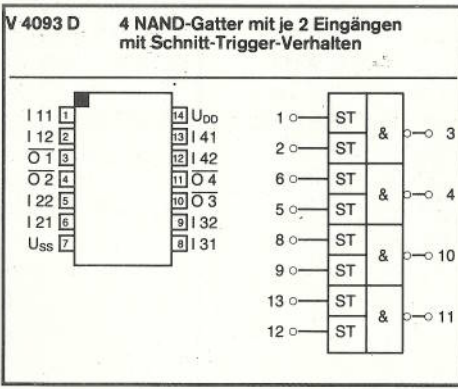 V 4093 D 4 NAND-Gatter mit je 2 Eingängen
mit Schnitt-Trigger-Verhalten
I 11 1 14 U_DD
I 12 2 13 I 41
O̅ 1̅ 3 12 I 42
O̅ 2̅ 4 11 O̅ 4̅
I 22 5 10 O̅ 3̅
I 21 6 9 I 32
U_SS 7 8 I 31
1 ST
& 3
2 ST
6 ST
& 4
5 ST
8 ST
& 10
9 ST
13 ST
& 11
12 ST